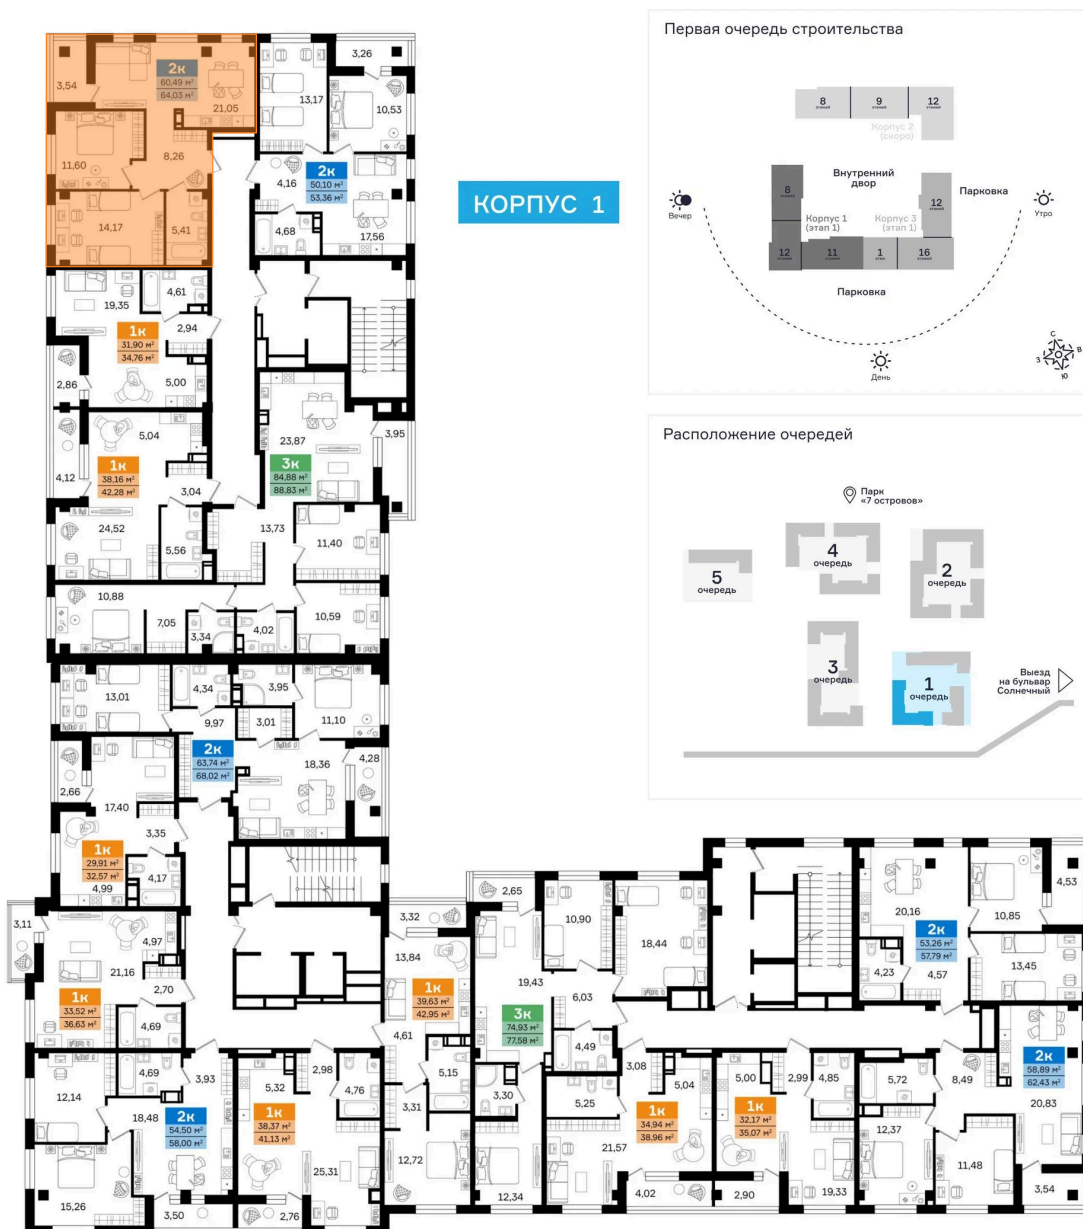 Первая очередь строительства
8
этажей
9
этажей
12
этажей
Корпус 2
(скоро)
Внутренний
двор
8
этажей
Парковка
12
этажей
Вечер
Утро
Корпус 1
(этап 1)
Корпус 3
(этап 1)
12
этажей
11
этажей
1
этаж
16
этажей
Парковка
День
С
В
З
Ю
КОРПУС 1
Расположение очередей
Парк
«7 островов»
4
очередь
5
очередь
2
очередь
3
очередь
1
очередь
Выезд
на бульвар
Солнечный
3,54
2к
60,49 м²
64,03 м²
21,05
11,60
8,26
14,17
5,41
13,17
3,26
10,53
4,16
2к
50,10 м²
53,36 м²
4,68
17,56
19,35
4,61
1к
31,90 м²
34,76 м²
2,94
2,86
5,00
5,04
4,12
1к
38,16 м²
42,28 м²
3,04
24,52
5,56
23,87
3,95
3к
84,88 м²
88,83 м²
13,73
11,40
10,88
7,05
3,34
4,02
10,59
13,01
4,34
3,95
9,97
3,01
11,10
2к
63,74 м²
68,02 м²
18,36
4,28
2,66
17,40
3,35
1к
29,91 м²
32,57 м²
4,99
4,17
3,11
4,97
21,16
2,70
1к
33,52 м²
36,63 м²
4,69
4,69
3,93
12,14
18,48
2к
54,50 м²
58,00 м²
15,26
3,50
5,32
2,98
4,76
1к
38,37 м²
41,13 м²
25,31
2,76
3,32
13,84
1к
39,63 м²
42,95 м²
4,61
5,15
3,31
12,72
2,65
10,90
18,44
19,43
6,03
3к
74,93 м²
77,58 м²
4,49
3,30
12,34
3,08
5,04
5,25
1к
34,94 м²
38,96 м²
21,57
4,02
5,00
2,99
4,85
1к
32,17 м²
35,07 м²
19,33
2,90
20,16
2к
53,26 м²
57,79 м²
10,85
4,53
4,23
4,57
13,45
5,72
8,49
2к
58,89 м²
62,43 м²
20,83
12,37
11,48
3,54